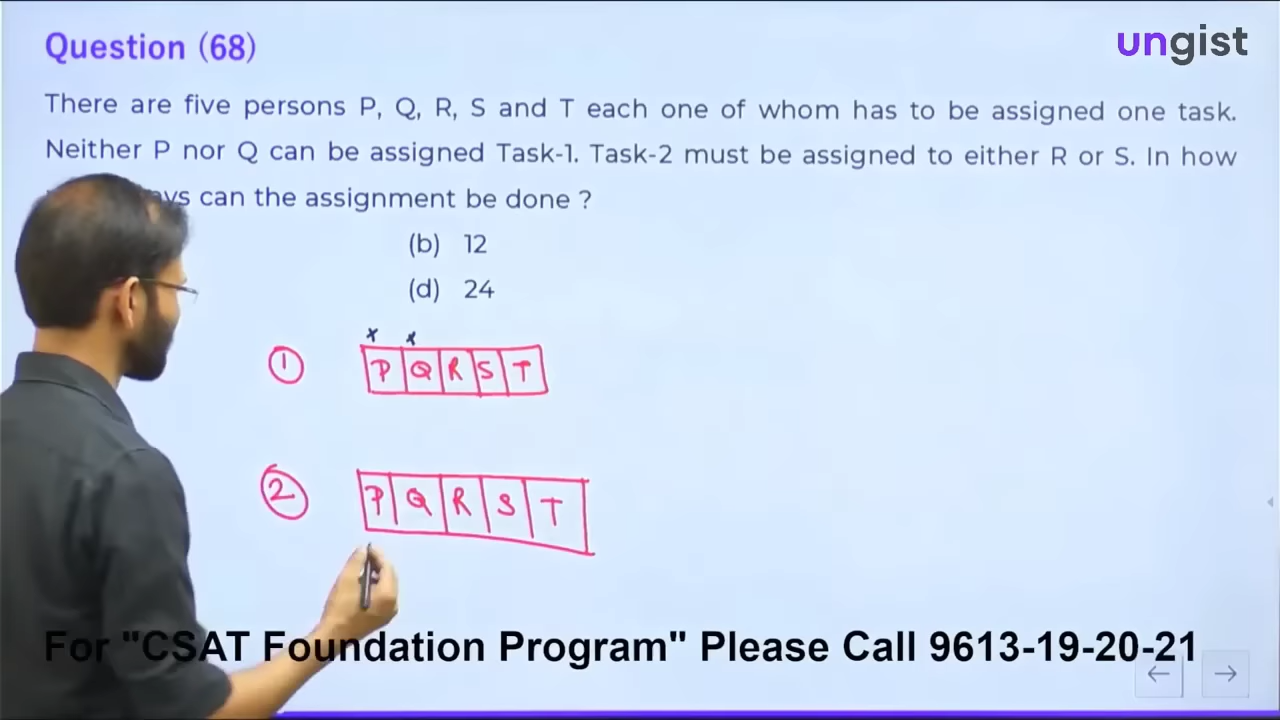 Question (68)
ungist
There are five persons P, Q, R, S and T each one of whom has to be assigned one task.
Neither P nor Q can be assigned Task-1. Task-2 must be assigned to either R or S. In how
ys can the assignment be done ?
(b) 12
(d) 24
x x
1 P Q R S T
2 P Q R S T
For "CSAT Foundation Program" Please Call 9613-19-20-21